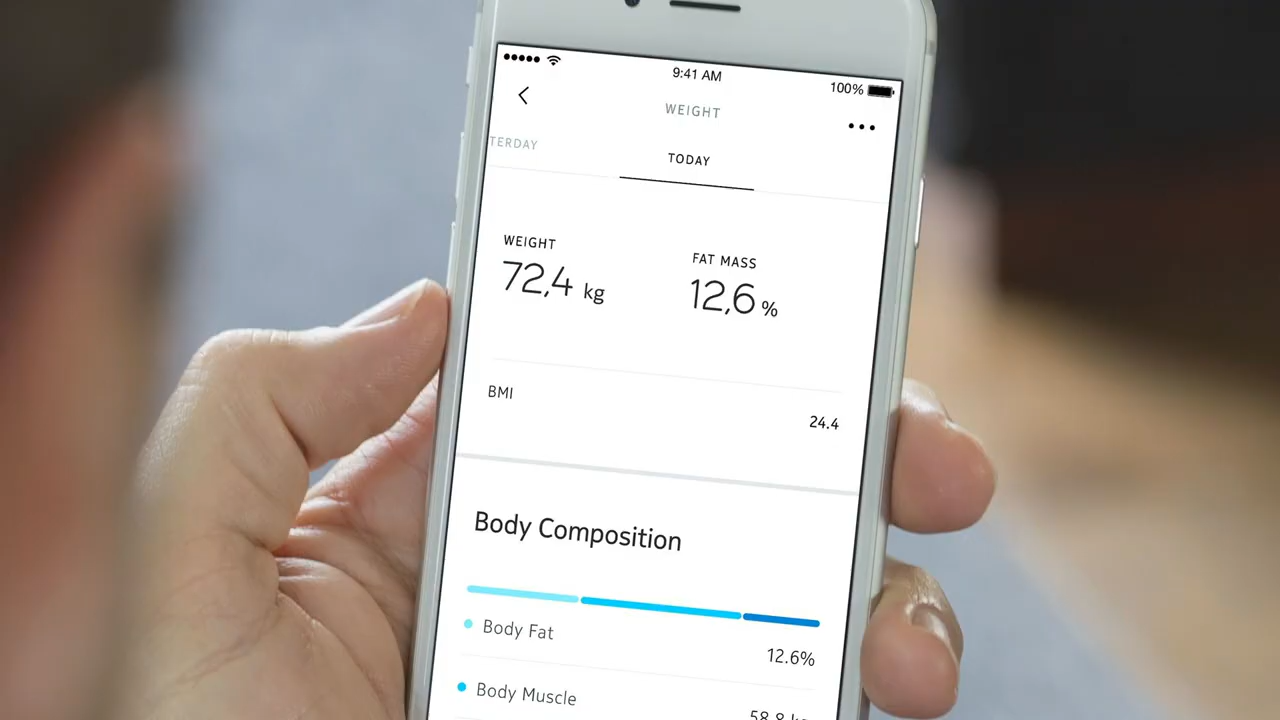 9:41 AM
100%
WEIGHT
TERDAY
TODAY
WEIGHT
FAT MASS
72,4 kg
12,6 %
BMI
24.4
Body Composition
Body Fat
12.6%
Body Muscle